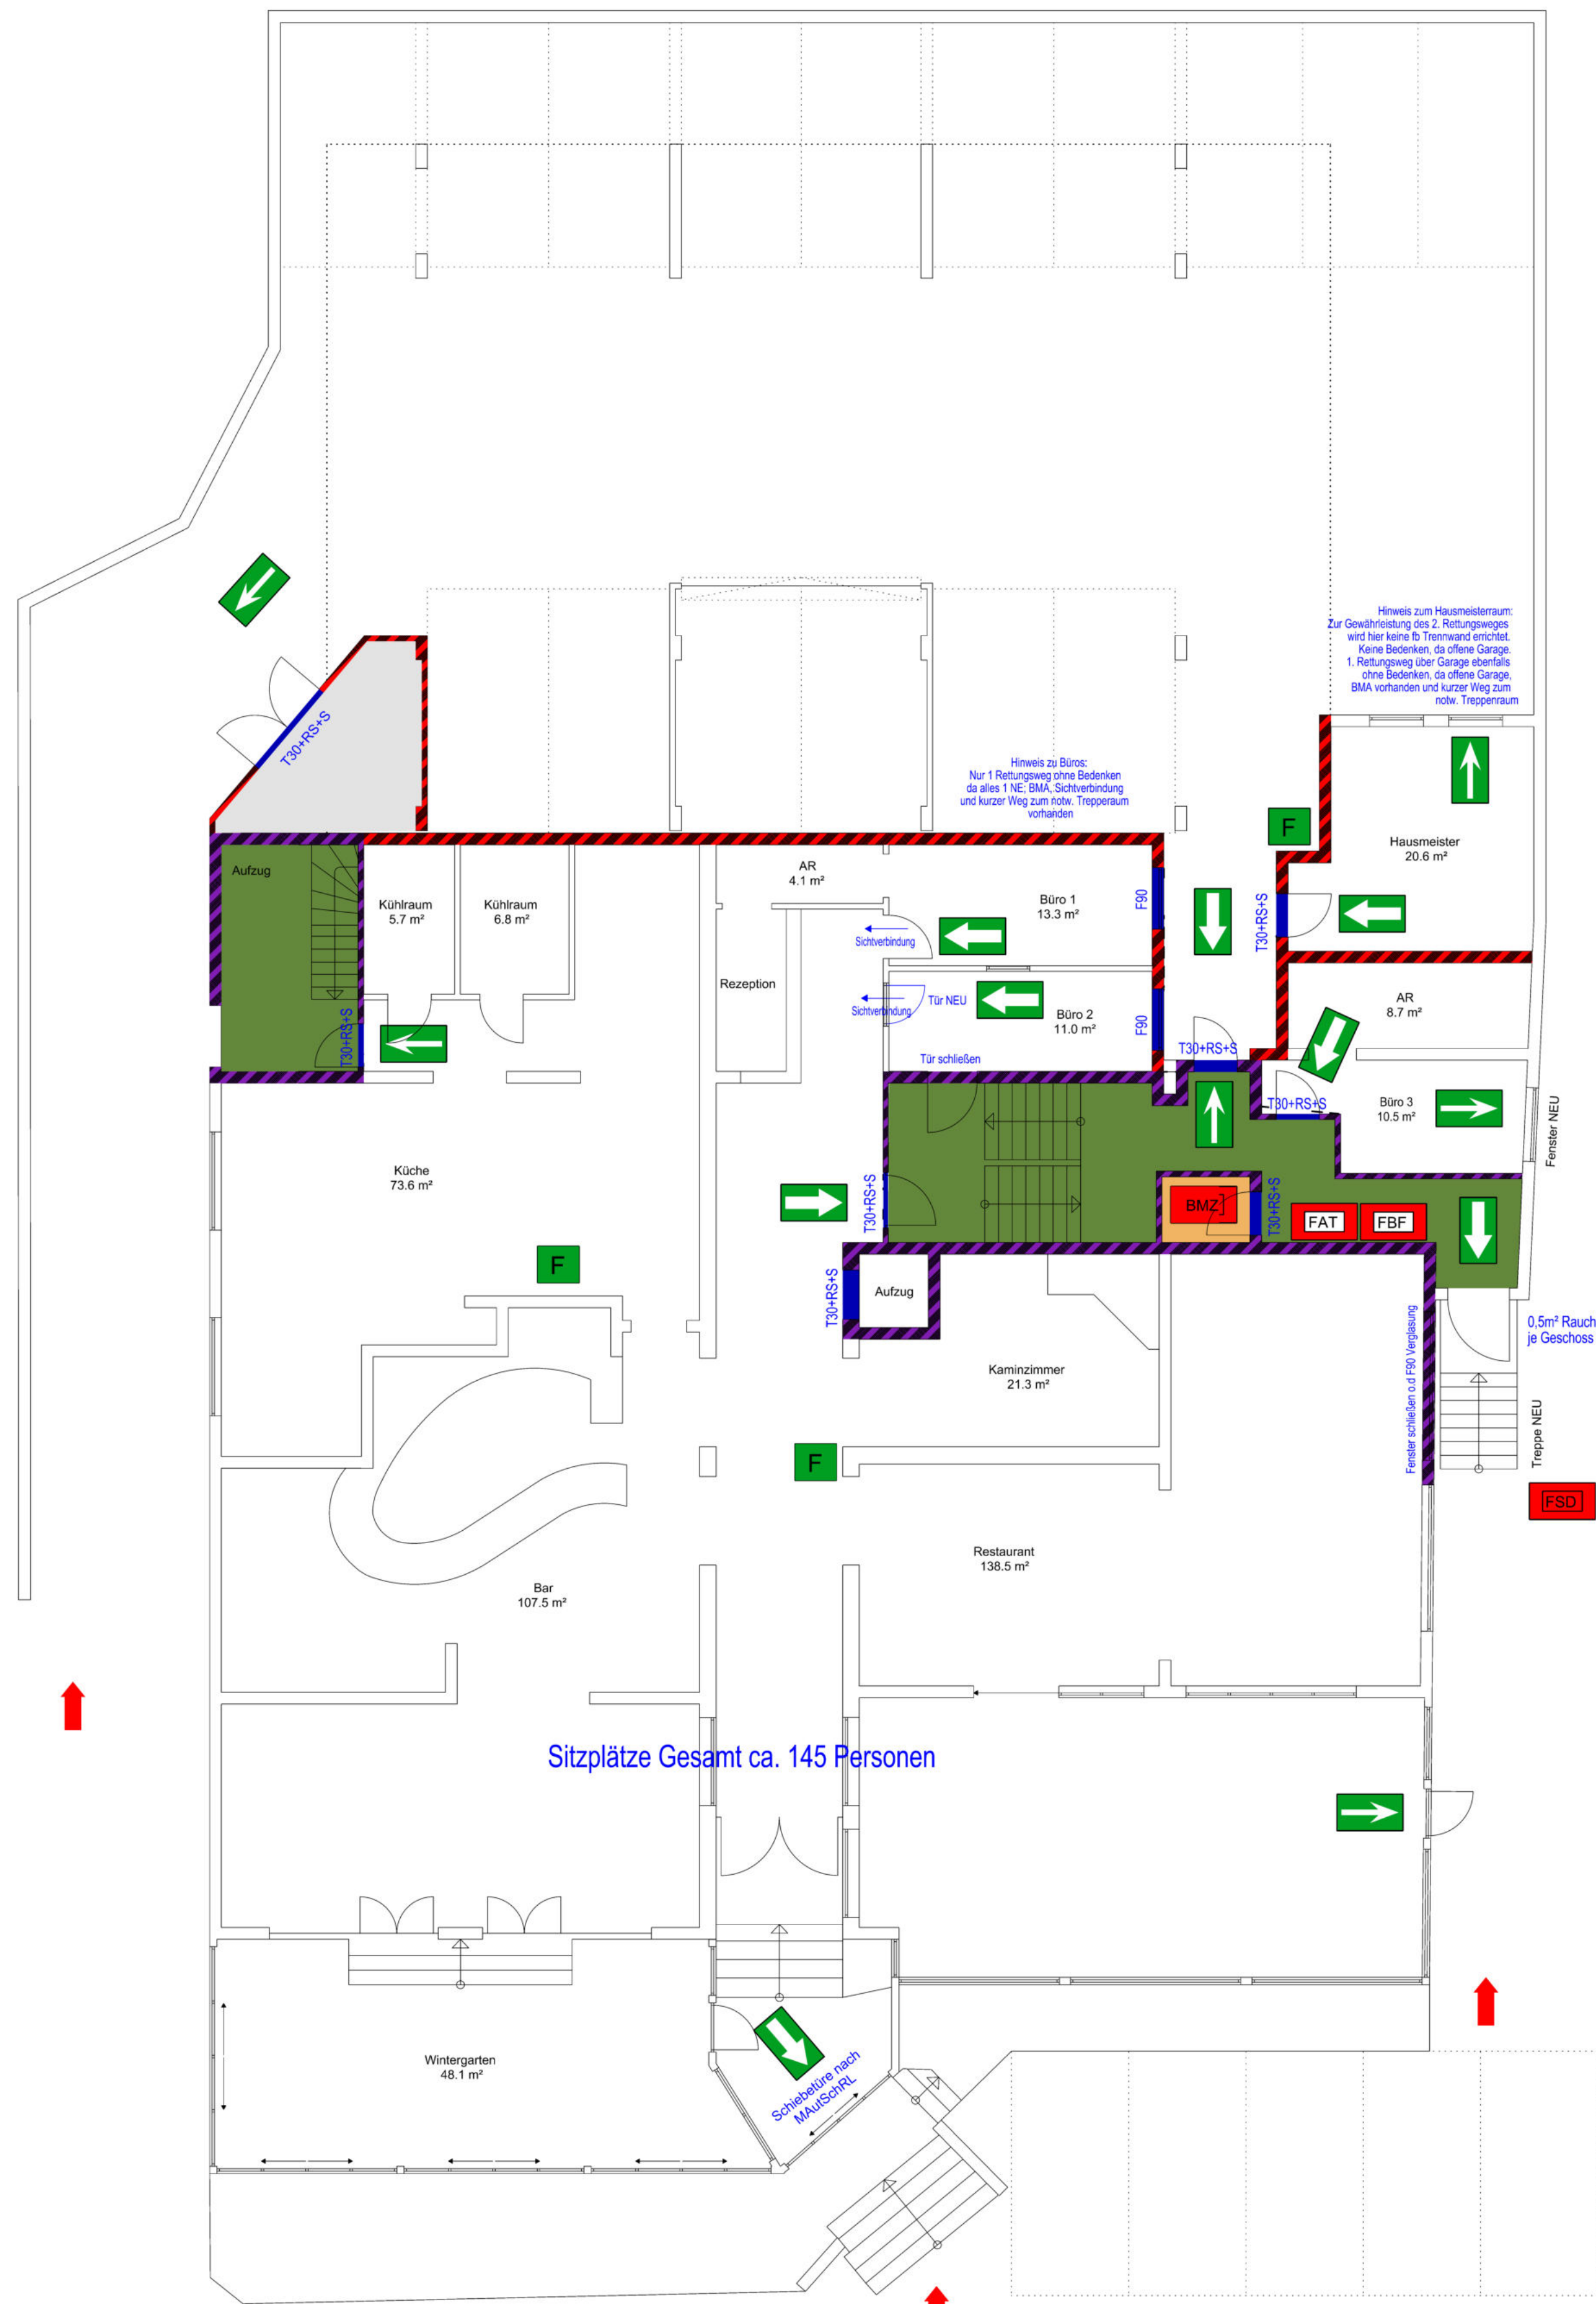 Hinweis zum Hausmeisterraum:
Zur Gewährleistung des 2. Rettungsweges
wird hier keine fb Trennwand errichtet.
Keine Bedenken, da offene Garage.
1. Rettungsweg über Garage ebenfalls
ohne Bedenken, da offene Garage,
BMA vorhanden und kurzer Weg zum
notw. Treppenraum
T30+RS+S
Hinweis zu Büros:
Nur 1 Rettungsweg ohne Bedenken
da alles 1 NE; BMA, Sichtverbindung
und kurzer Weg zum notw. Trepperaum
vorhanden
F
Hausmeister
20.6 m²
Aufzug
AR
4.1 m²
Kühlraum
5.7 m²
Kühlraum
6.8 m²
Büro 1
13.3 m²
F90
T30+RS+S
Sichtverbindung
Rezeption
Tür NEU
Sichtverbindung
Büro 2
11.0 m²
F90
AR
8.7 m²
T30+RS+S
Tür schließen
T30+RS+S
T30+RS+S
Büro 3
10.5 m²
Fenster NEU
Küche
73.6 m²
T30+RS+S
BMZ
T30+RS+S
FAT
FBF
F
T30+RS+S
Aufzug
Fenster schließen o.d F90 Verglasung
0,5m² Rauch
je Geschoss
Kaminzimmer
21.3 m²
Treppe NEU
F
FSD
Restaurant
138.5 m²
Bar
107.5 m²
Sitzplätze Gesamt ca. 145 Personen
Wintergarten
48.1 m²
Schiebetüre nach
MAutSchRL